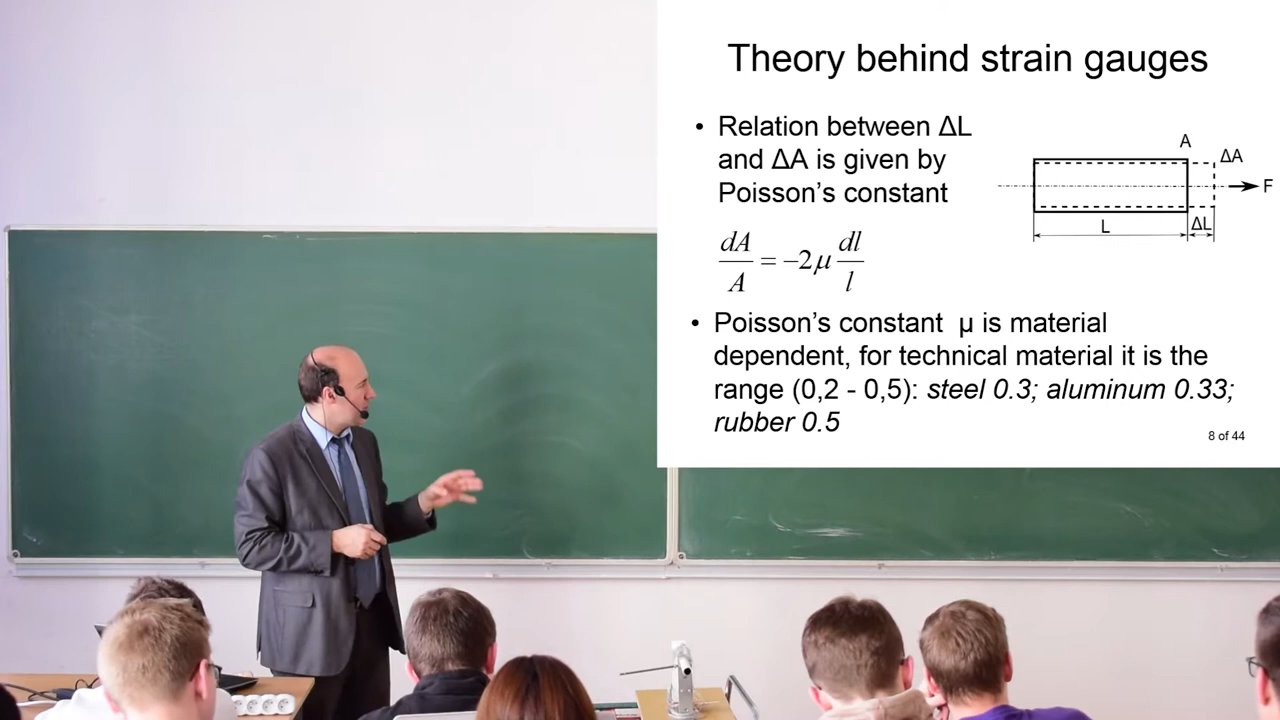 Theory behind strain gauges
• Relation between ΔL
and ΔA is given by
Poisson's constant
dA/A = −2μ dl/l
A
ΔA
F
L
ΔL
• Poisson's constant  μ is material
dependent, for technical material it is the
range (0,2 - 0,5): steel 0.3; aluminum 0.33;
rubber 0.5
8 of 44